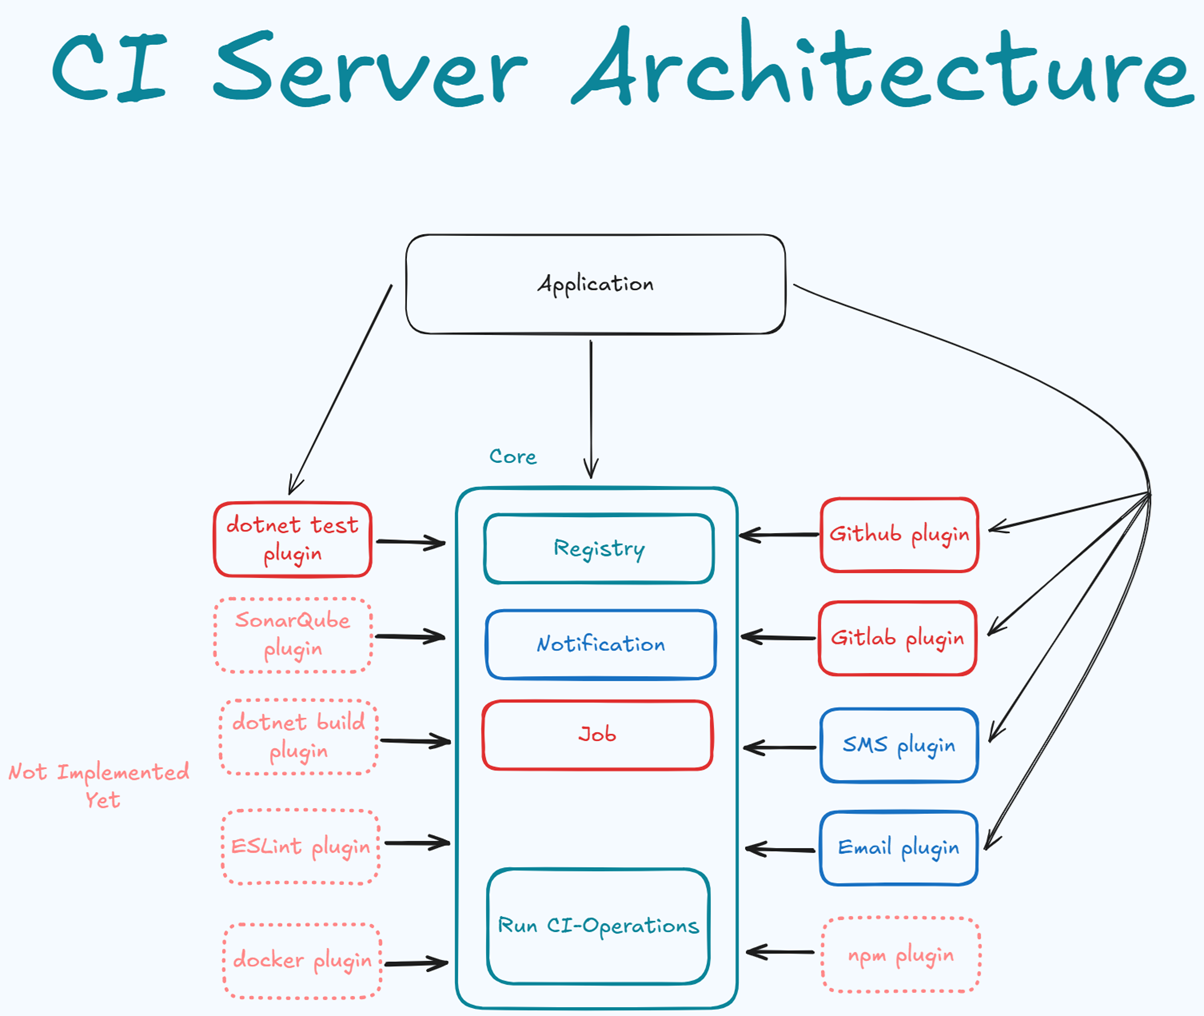 CI Server Architecture
Application
Core
dotnet test
plugin
Registry
Github plugin
SonarQube
plugin
Notification
Gitlab plugin
dotnet build
plugin
Job
SMS plugin
Not Implemented
Yet
ESLint plugin
Email plugin
Run CI-Operations
docker plugin
npm plugin